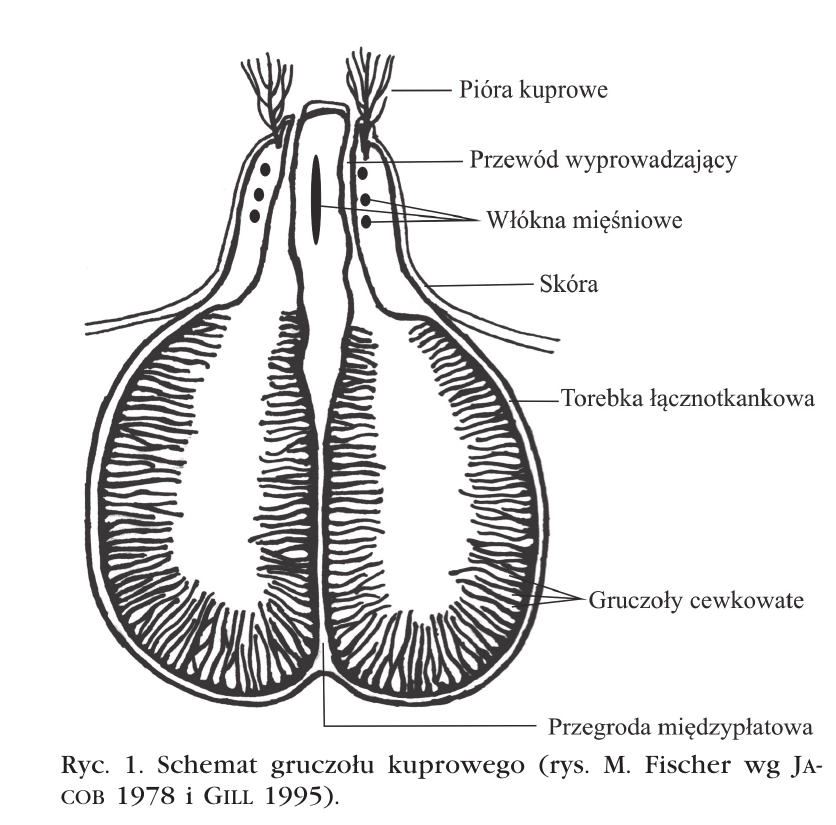 Pióra kuprowe
Przewód wyprowadzający
Włókna mięśniowe
Skóra
Torebka łącznotkankowa
Gruczoły cewkowate
Przegroda międzypłatowa
Ryc. 1. Schemat gruczołu kuprowego (rys. M. Fischer wg JA-
COB 1978 i GILL 1995).